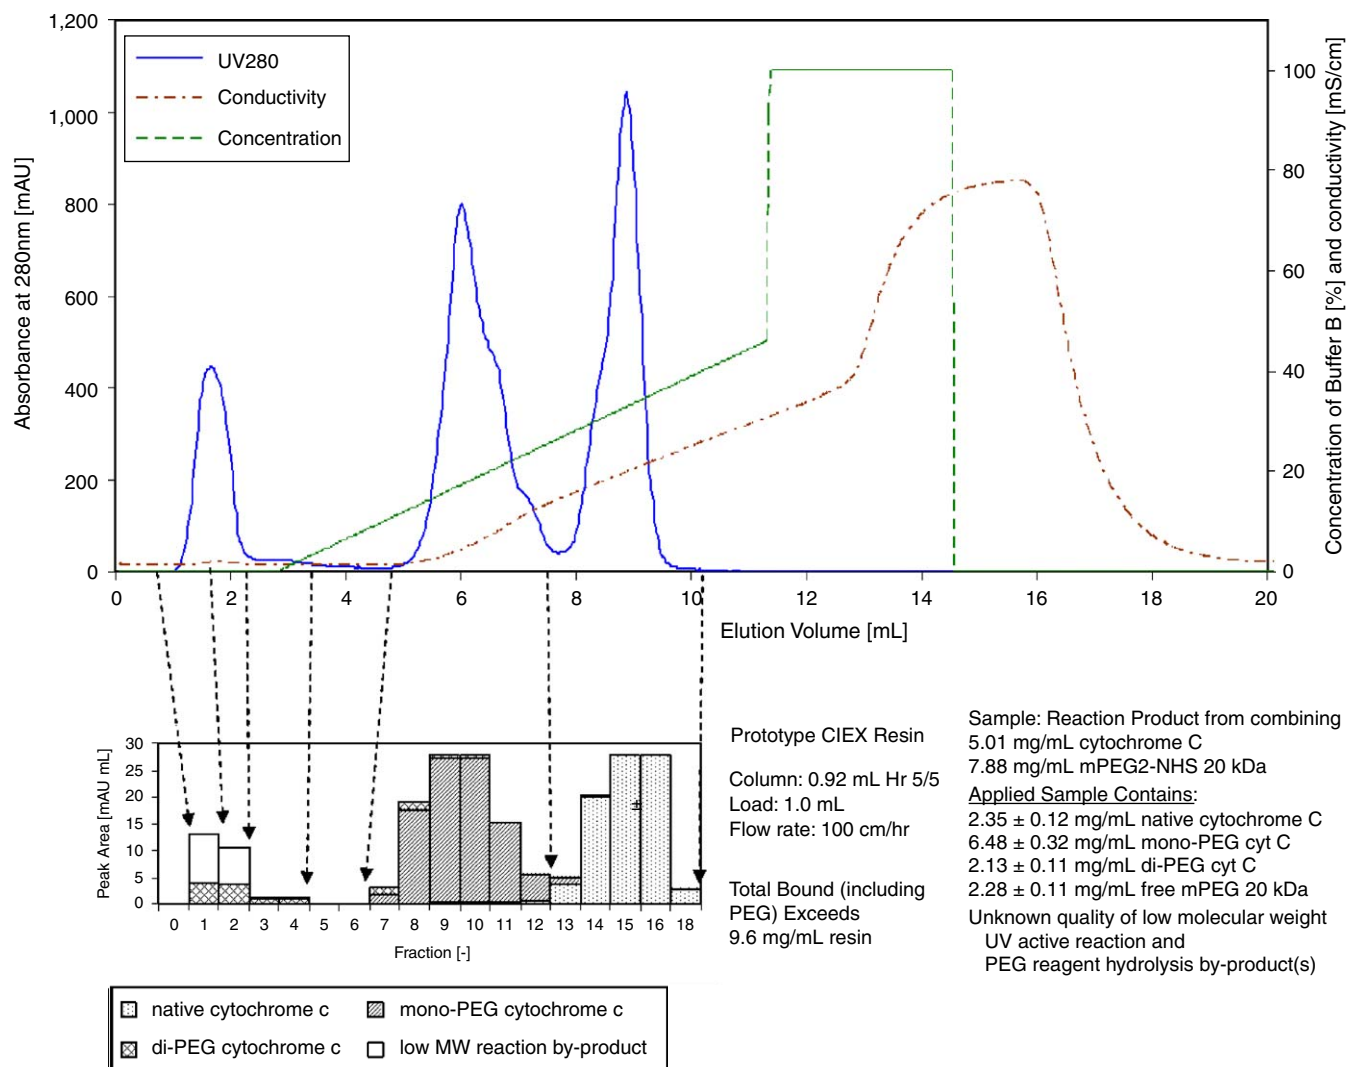 1,200
1,000
800
600
400
200
0
Absorbance at 280nm [mAU]
UV280
Conductivity
Concentration
100
80
60
40
20
0
Concentration of Buffer B [%] and conductivity [mS/cm]
0 2 4 6 8 10 12 14 16 18 20
Elution Volume [mL]
30
25
20
15
10
5
0
Peak Area [mAU mL]
±
0 1 2 3 4 5 6 7 8 9 10 11 12 13 14 15 16 18
Fraction [-]
Prototype CIEX Resin
Column: 0.92 mL Hr 5/5
Load: 1.0 mL
Flow rate: 100 cm/hr
Total Bound (including
PEG) Exceeds
9.6 mg/mL resin
Sample: Reaction Product from combining
5.01 mg/mL cytochrome C
7.88 mg/mL mPEG2-NHS 20 kDa
Applied Sample Contains:
2.35 ± 0.12 mg/mL native cytochrome C
6.48 ± 0.32 mg/mL mono-PEG cyt C
2.13 ± 0.11 mg/mL di-PEG cyt C
2.28 ± 0.11 mg/mL free mPEG 20 kDa
Unknown quality of low molecular weight
UV active reaction and
PEG reagent hydrolysis by-product(s)
native cytochrome c
mono-PEG cytochrome c
di-PEG cytochrome c
low MW reaction by-product